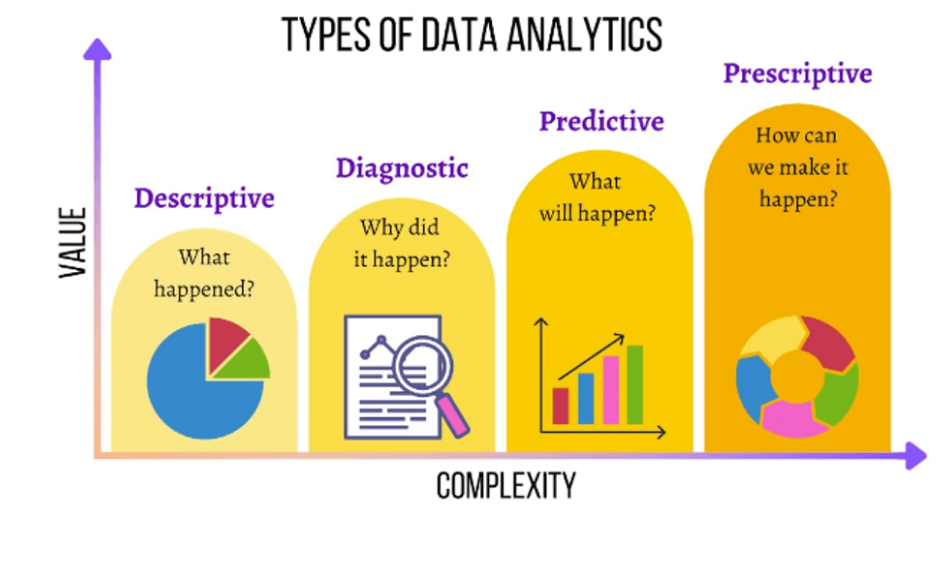 TYPES OF DATA ANALYTICS
Prescriptive
How can
we make it
happen?
Predictive
What
will happen?
Diagnostic
Why did
it happen?
Descriptive
What
happened?
VALUE
COMPLEXITY